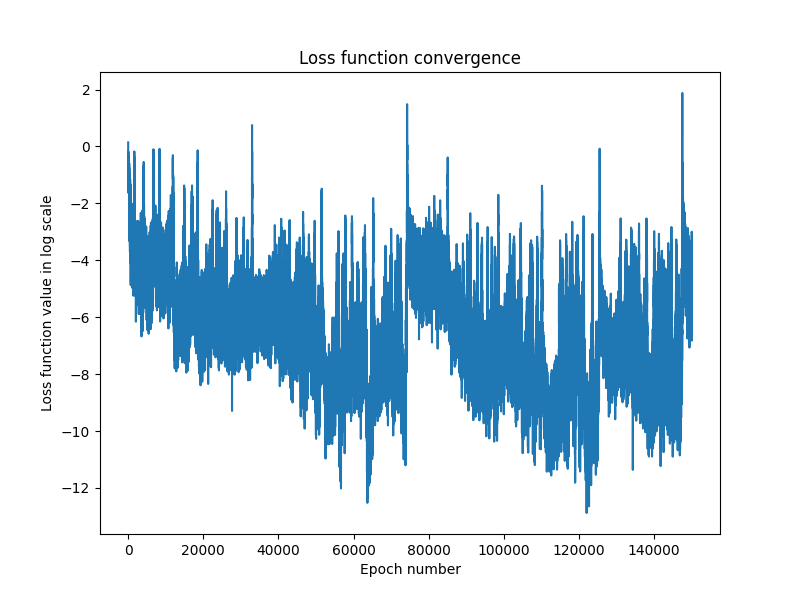 Loss function convergence
2
0
−2
−4
−6
−8
−10
−12
Loss function value in log scale
0 20000 40000 60000 80000 100000 120000 140000
Epoch number